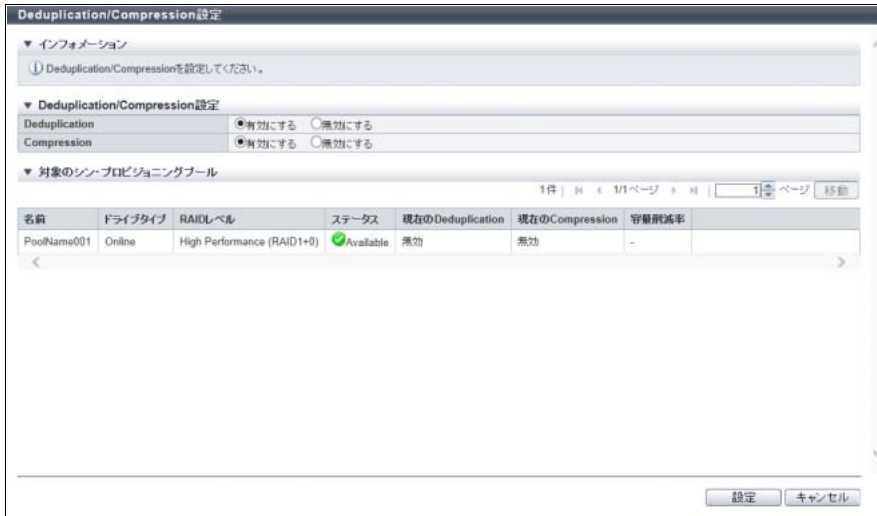 Deduplication/Compression設定
▼ インフォメーション
Deduplication/Compressionを設定してください。
▼ Deduplication/Compression設定
Deduplication 有効にする 無効にする
Compression 有効にする 無効にする
▼ 対象のシン・プロビジョニングプール
1件 | 1/1ページ | 1 ページ 移動
名前 ドライブタイプ RAIDレベル ステータス 現在のDeduplication 現在のCompression 容量削減率
PoolName001 Online High Performance (RAID1+0) Available 無効 無効 -
設定 キャンセル